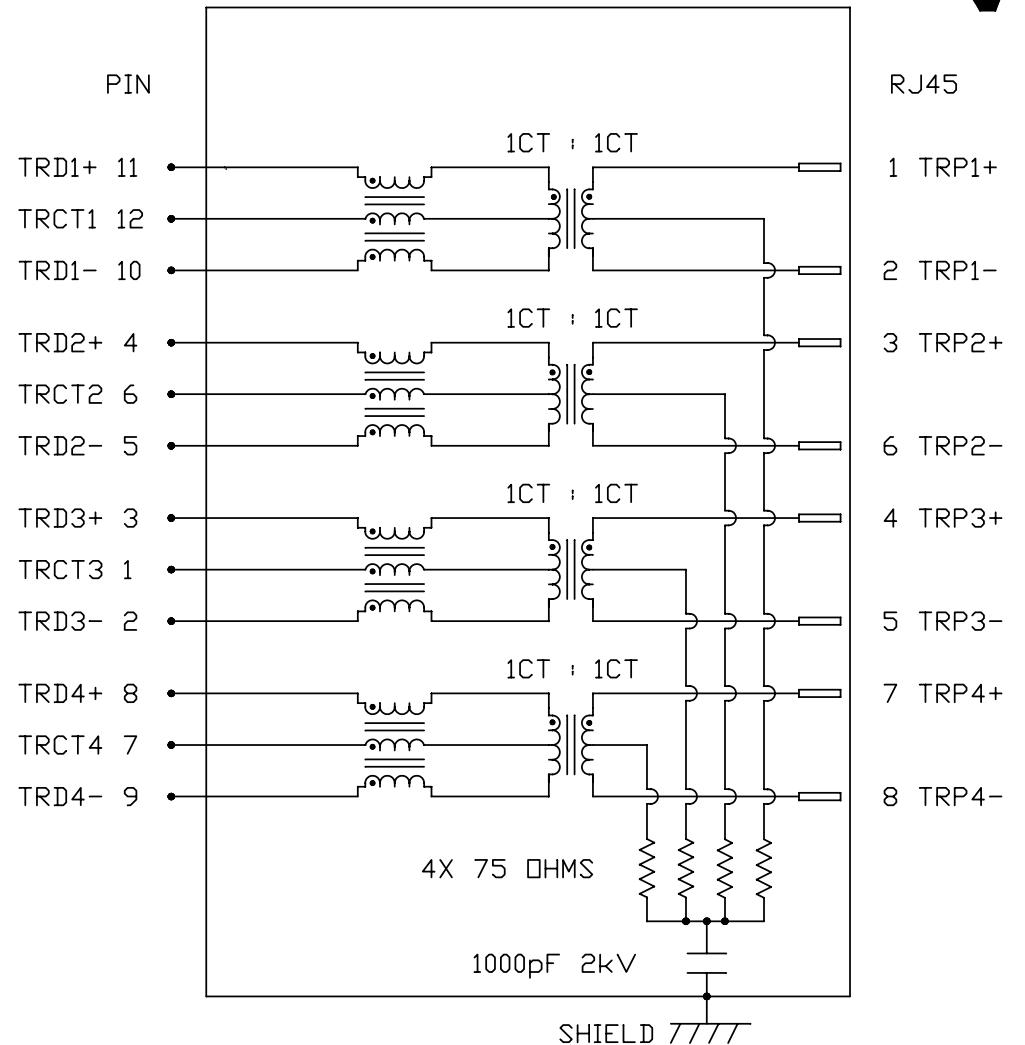 PIN RJ45
1CT : 1CT
TRD1+ 11 1 TRP1+
TRCT1 12
TRD1- 10 2 TRP1-
1CT : 1CT
TRD2+ 4 3 TRP2+
TRCT2 6
TRD2- 5 6 TRP2-
1CT : 1CT
TRD3+ 3 4 TRP3+
TRCT3 1
TRD3- 2 5 TRP3-
1CT : 1CT
TRD4+ 8 7 TRP4+
TRCT4 7
TRD4- 9 8 TRP4-
4X 75 OHMS
1000pF 2kV
SHIELD